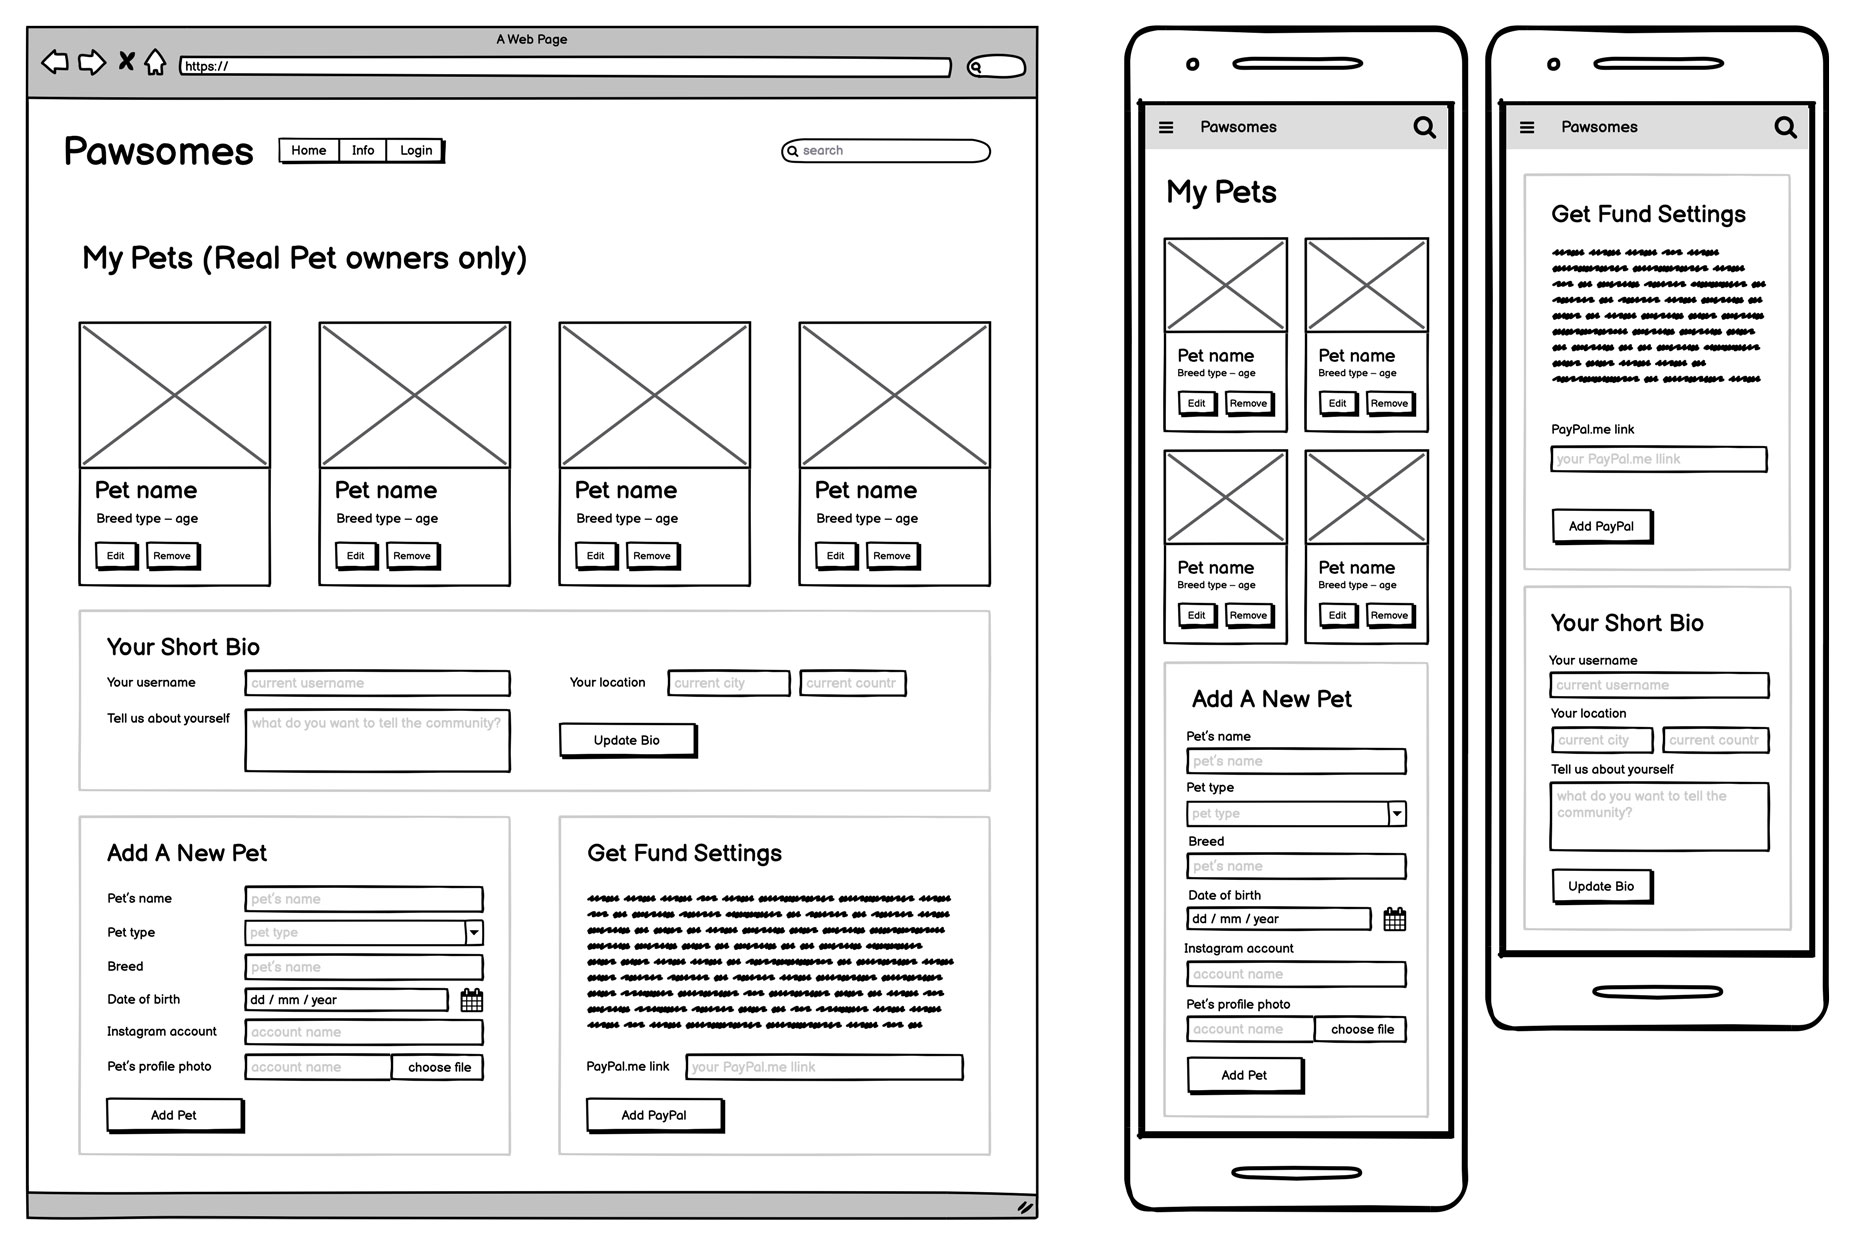 A Web Page
https://
Pawsomes
Home Info Login
search
My Pets (Real Pet owners only)
Pet name
Breed type – age
Edit Remove
Pet name
Breed type – age
Edit Remove
Pet name
Breed type – age
Edit Remove
Pet name
Breed type – age
Edit Remove
Your Short Bio
Your username current username
Your location current city current countr
Tell us about yourself what do you want to tell the community?
Update Bio
Add A New Pet
Pet's name pet's name
Pet type pet type
Breed pet's name
Date of birth dd / mm / year
Instagram account account name
Pet's profile photo account name choose file
Add Pet
Get Fund Settings
PayPal.me link your PayPal.me llink
Add PayPal
Pawsomes
My Pets
Pet name
Breed type – age
Edit Remove
Pet name
Breed type – age
Edit Remove
Pet name
Breed type – age
Edit Remove
Pet name
Breed type – age
Edit Remove
Add A New Pet
Pet's name
pet's name
Pet type
pet type
Breed
pet's name
Date of birth
dd / mm / year
Instagram account
account name
Pet's profile photo
account name choose file
Add Pet
Pawsomes
Get Fund Settings
PayPal.me link
your PayPal.me llink
Add PayPal
Your Short Bio
Your username
current username
Your location
current city current countr
Tell us about yourself
what do you want to tell the
community?
Update Bio